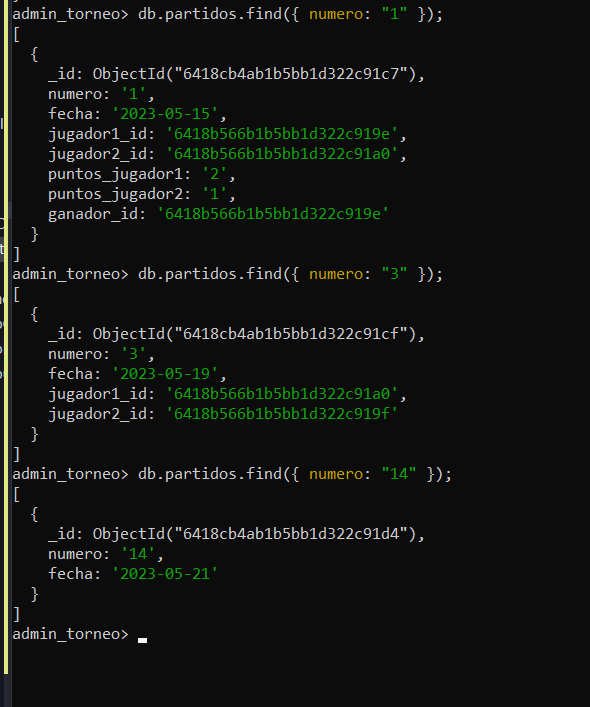 admin_torneo> db.partidos.find({ numero: "1" });
[
  {
    _id: ObjectId("6418cb4ab1b5bb1d322c91c7"),
    numero: '1',
    fecha: '2023-05-15',
    jugador1_id: '6418b566b1b5bb1d322c919e',
    jugador2_id: '6418b566b1b5bb1d322c91a0',
    puntos_jugador1: '2',
    puntos_jugador2: '1',
    ganador_id: '6418b566b1b5bb1d322c919e'
  }
]
admin_torneo> db.partidos.find({ numero: "3" });
[
  {
    _id: ObjectId("6418cb4ab1b5bb1d322c91cf"),
    numero: '3',
    fecha: '2023-05-19',
    jugador1_id: '6418b566b1b5bb1d322c91a0',
    jugador2_id: '6418b566b1b5bb1d322c919f'
  }
]
admin_torneo> db.partidos.find({ numero: "14" });
[
  {
    _id: ObjectId("6418cb4ab1b5bb1d322c91d4"),
    numero: '14',
    fecha: '2023-05-21'
  }
]
admin_torneo>